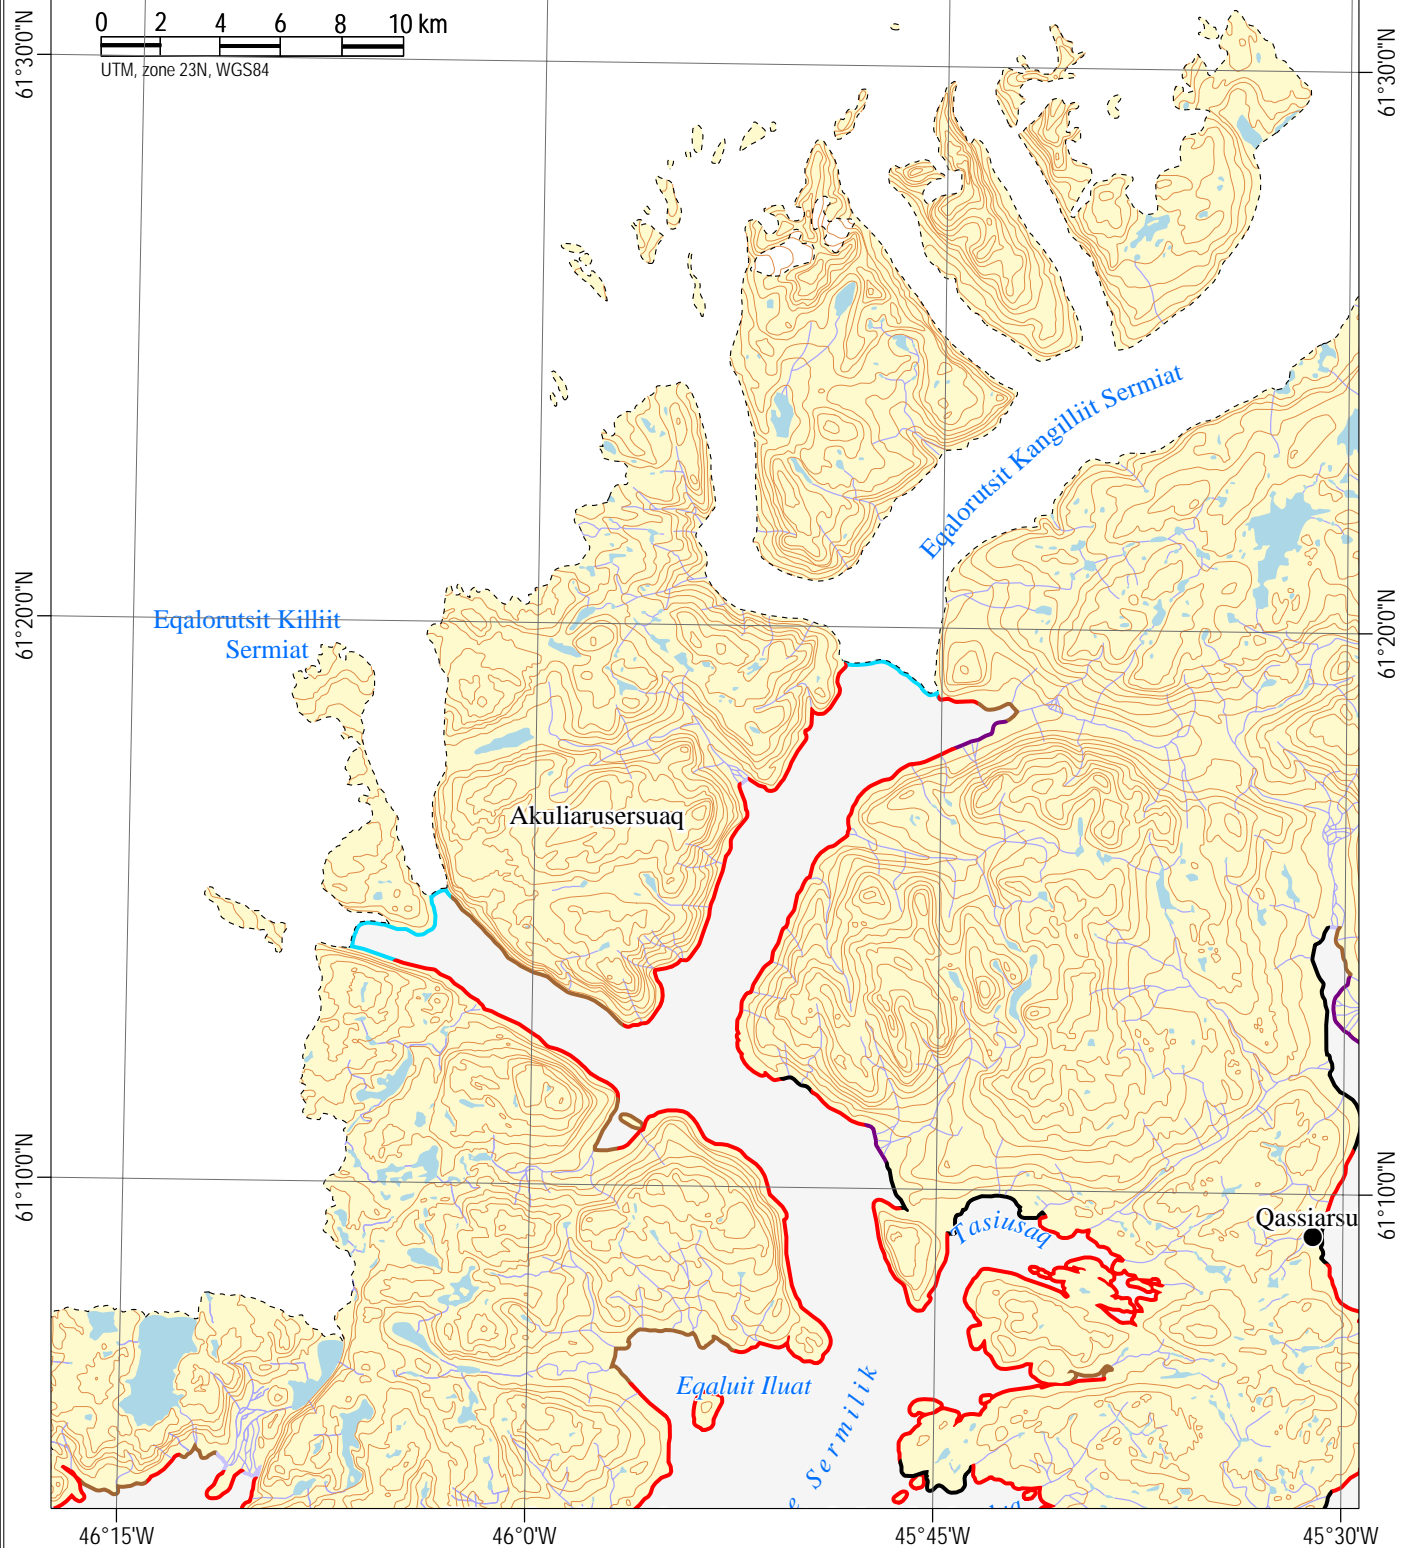 0 2 4 6 8 10 km
UTM, zone 23N, WGS84
61°30'0"N
61°30'0"N
Eqalorutsit Kangilliit Sermiat
61°20'0"N
Eqalorutsit Killiit
Sermiat
61°20'0"N
Akuliarusersuaq
61°10'0"N
61°10'0"N
Qassiarsu
Tasiusaq
Eqaluit Iluat
e Sermilik
46°15'W
46°0'W
45°45'W
45°30'W